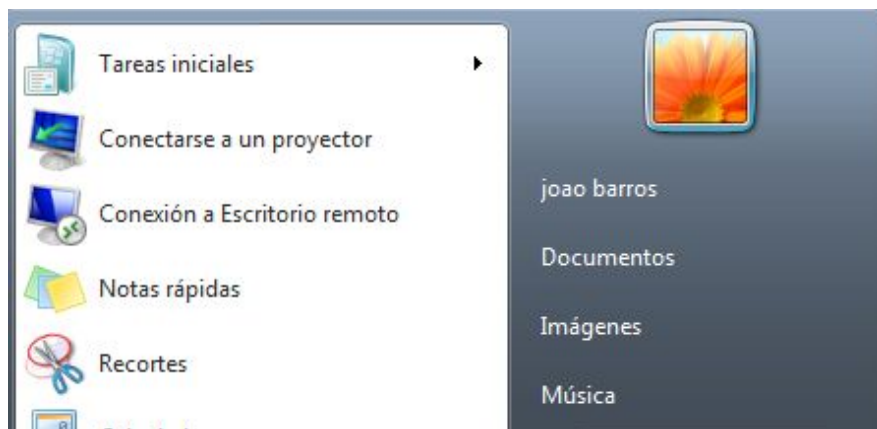 Tareas iniciales
Conectarse a un proyector
Conexión a Escritorio remoto
Notas rápidas
Recortes
joao barros
Documentos
Imágenes
Música